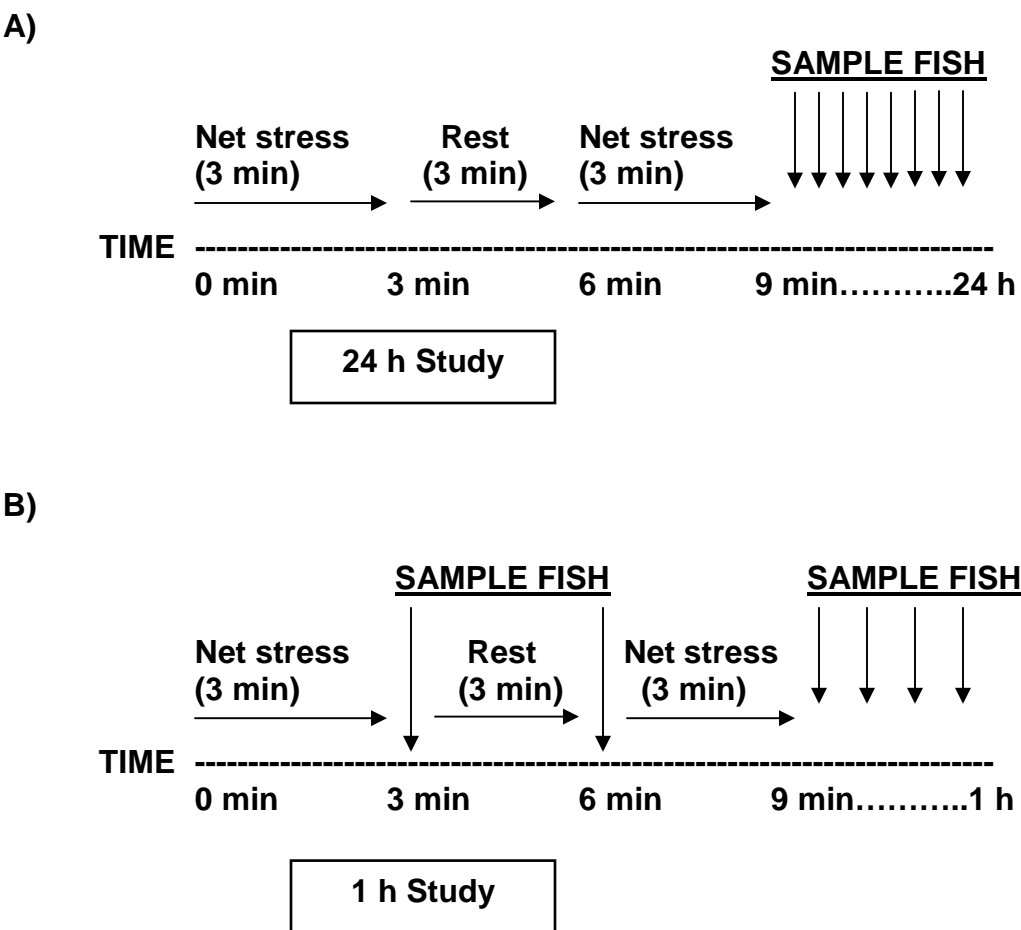 A)
SAMPLE FISH
Net stress Rest Net stress
(3 min) (3 min) (3 min)
TIME ---------------------------------------------------------------------------
0 min 3 min 6 min 9 min………..24 h
24 h Study
B)
SAMPLE FISH SAMPLE FISH
Net stress Rest Net stress
(3 min) (3 min) (3 min)
TIME ---------------------------------------------------------------------------
0 min 3 min 6 min 9 min………..1 h
1 h Study